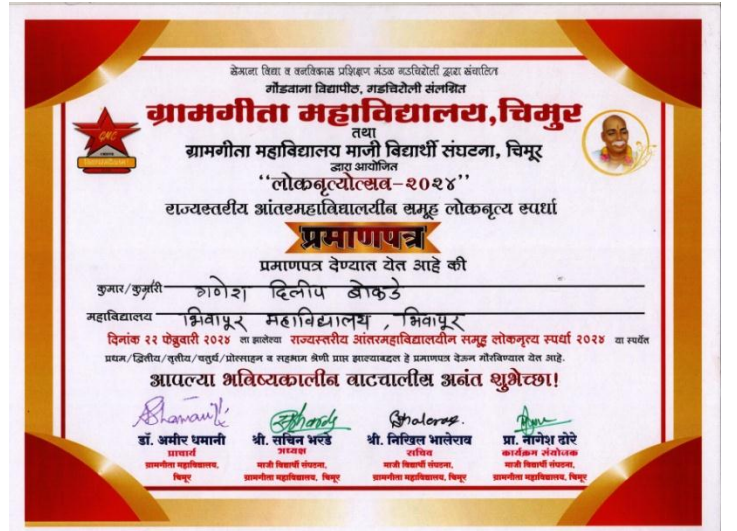 सेमाना विद्या व वनविकास प्रशिक्षण मंडळ गडचिरोली द्वारा संचालित
गोंडवाना विद्यापीठ, गडचिरोली संलग्नित
ग्रामगीता महाविद्यालय,चिमुर
तथा
ग्रामगीता महाविद्यालय माजी विद्यार्थी संघटना, चिमूर
द्वारा आयोजित
"लोकनृत्योत्सव-२०२४"
राज्यस्तरीय आंतरमहाविद्यालयीन समूह लोकनृत्य स्पर्धा
प्रमाणपत्र
प्रमाणपत्र देण्यात येत आहे की
कुमार/कुमारी गणेश दिलीप बोकडे
महाविद्यालय भिवापूर महाविद्यालय, भिवापूर
दिनांक २२ फेब्रुवारी २०२४ ला झालेल्या राज्यस्तरीय आंतरमहाविद्यालयीन समूह लोकनृत्य स्पर्धा २०२४ या स्पर्धेत
प्रथम/द्वितीय/तृतीय/चतुर्थ/प्रोत्साहन व सहभाग श्रेणी प्राप्त झाल्याबद्दल हे प्रमाणपत्र देऊन गौरविण्यात येत आहे.
आपल्या भविष्यकालीन वाटचालीस अनंत शुभेच्छा!
डॉ. अमीर धमानी श्री. सचिन भरडे श्री. निखिल भालेराव प्रा. नागेश ढोरे
प्राचार्य अध्यक्ष सचिव कार्यक्रम संयोजक
ग्रामगीता महाविद्यालय, माजी विद्यार्थी संघटना, माजी विद्यार्थी संघटना, माजी विद्यार्थी संघटना,
चिमूर ग्रामगीता महाविद्यालय, चिमूर ग्रामगीता महाविद्यालय, चिमूर ग्रामगीता महाविद्यालय, चिमूर